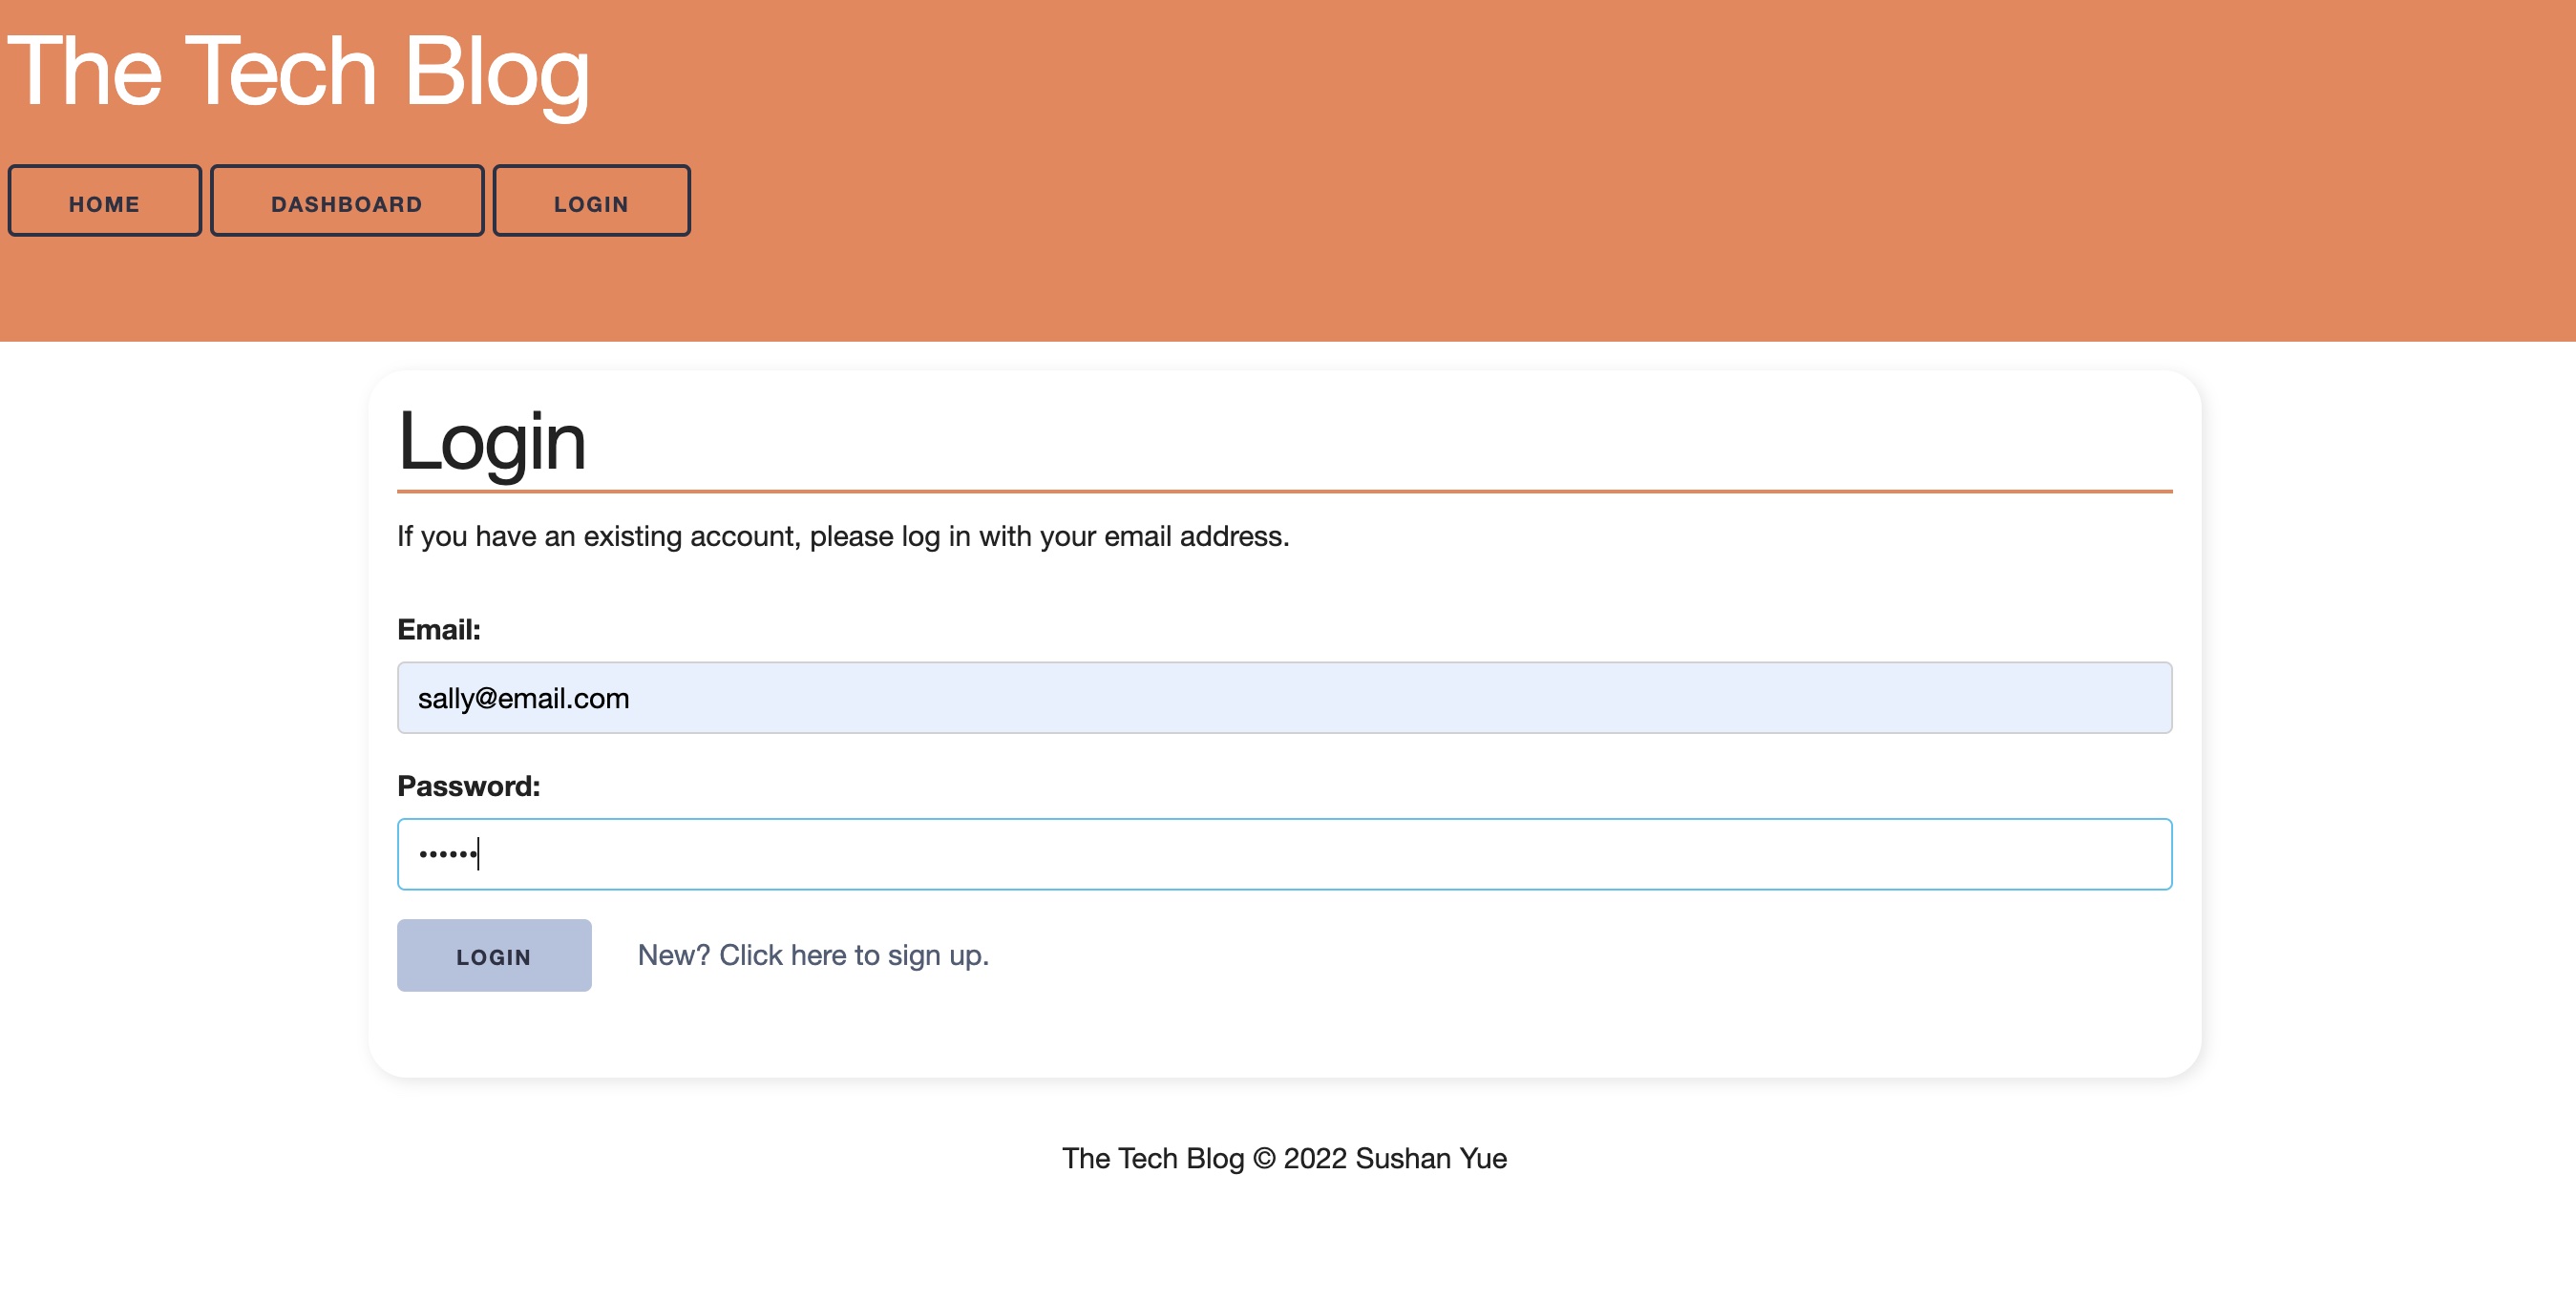 The Tech Blog
HOME DASHBOARD LOGIN
Login
If you have an existing account, please log in with your email address.
Email:
sally@email.com
Password:
••••••
LOGIN New? Click here to sign up.
The Tech Blog © 2022 Sushan Yue